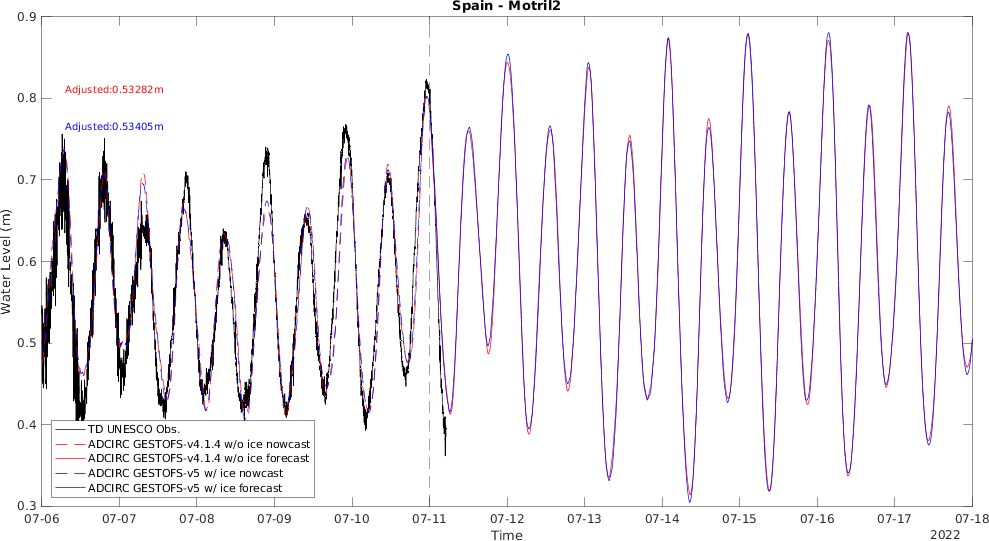 Spain - Motril2
0.9
0.8
0.7
0.6
0.5
0.4
0.3
Water Level (m)
Adjusted:0.53282m
Adjusted:0.53405m
TD UNESCO Obs.
ADCIRC GESTOFS-v4.1.4 w/o ice nowcast
ADCIRC GESTOFS-v4.1.4 w/o ice forecast
ADCIRC GESTOFS-v5 w/ ice nowcast
ADCIRC GESTOFS-v5 w/ ice forecast
07-06 07-07 07-08 07-09 07-10 07-11 07-12 07-13 07-14 07-15 07-16 07-17 07-18
Time
2022